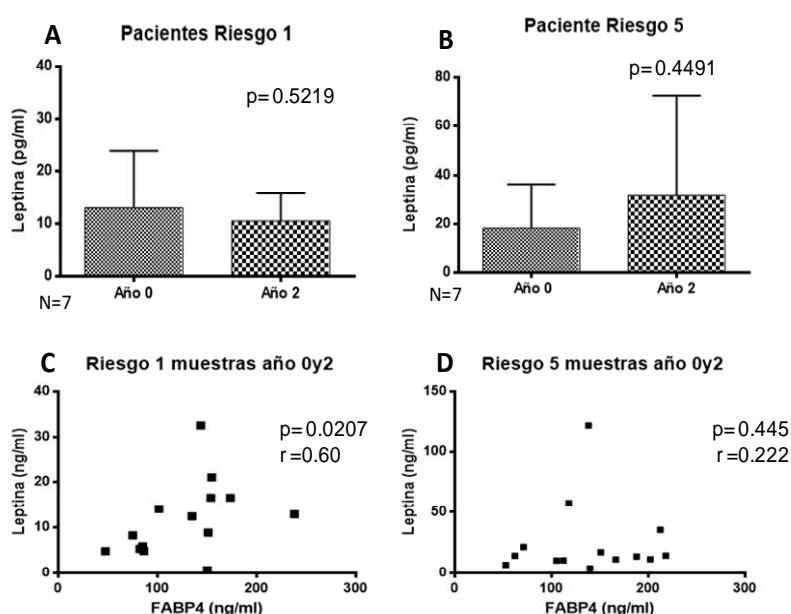 A
Pacientes Riesgo 1
40
30
20
10
0
Leptina (pg/ml)
p=0.5219
Año 0
Año 2
N=7
B
Paciente Riesgo 5
80
60
40
20
0
Leptina (pg/ml)
p=0.4491
Año 0
Año 2
N=7
C
Riesgo 1 muestras año 0y2
40
30
20
10
0
Leptina (ng/ml)
p=0.0207
r=0.60
0
100
200
300
FABP4 (ng/ml)
D
Riesgo 5 muestras año 0y2
150
100
50
0
Leptina (ng/ml)
p=0.445
r=0.222
0
100
200
300
FABP4 (ng/ml)